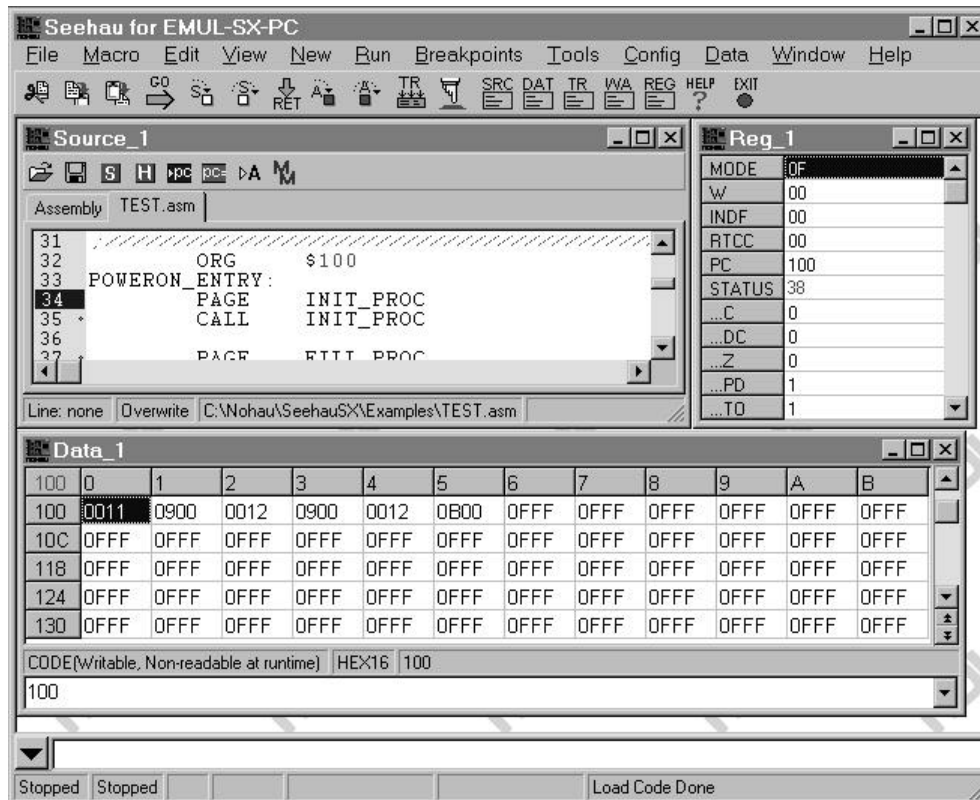 Seehau for EMUL-SX-PC
File Macro Edit View New Run Breakpoints Tools Config Data Window Help
GO RET TR SRC DAT TR WA REG HELP EXIT
Source_1
S H ▸PC PC= ▷A MM
Assembly TEST.asm
31
32 ORG $100
33 POWERON_ENTRY:
34 PAGE INIT_PROC
35 CALL INIT_PROC
36
37 PAGE FILL_PROC
Line: none Overwrite C:\Nohau\SeehauSX\Examples\TEST.asm
Reg_1
MODE 0F
W 00
INDF 00
RTCC 00
PC 100
STATUS 38
...C 0
...DC 0
...Z 0
...PD 1
...TO 1
Data_1
100 0 1 2 3 4 5 6 7 8 9 A B
100 0011 0900 0012 0900 0012 0B00 0FFF 0FFF 0FFF 0FFF 0FFF 0FFF
10C 0FFF 0FFF 0FFF 0FFF 0FFF 0FFF 0FFF 0FFF 0FFF 0FFF 0FFF 0FFF
118 0FFF 0FFF 0FFF 0FFF 0FFF 0FFF 0FFF 0FFF 0FFF 0FFF 0FFF 0FFF
124 0FFF 0FFF 0FFF 0FFF 0FFF 0FFF 0FFF 0FFF 0FFF 0FFF 0FFF 0FFF
130 0FFF 0FFF 0FFF 0FFF 0FFF 0FFF 0FFF 0FFF 0FFF 0FFF 0FFF 0FFF
CODE(Writable, Non-readable at runtime) HEX16 100
100
Stopped Stopped Load Code Done